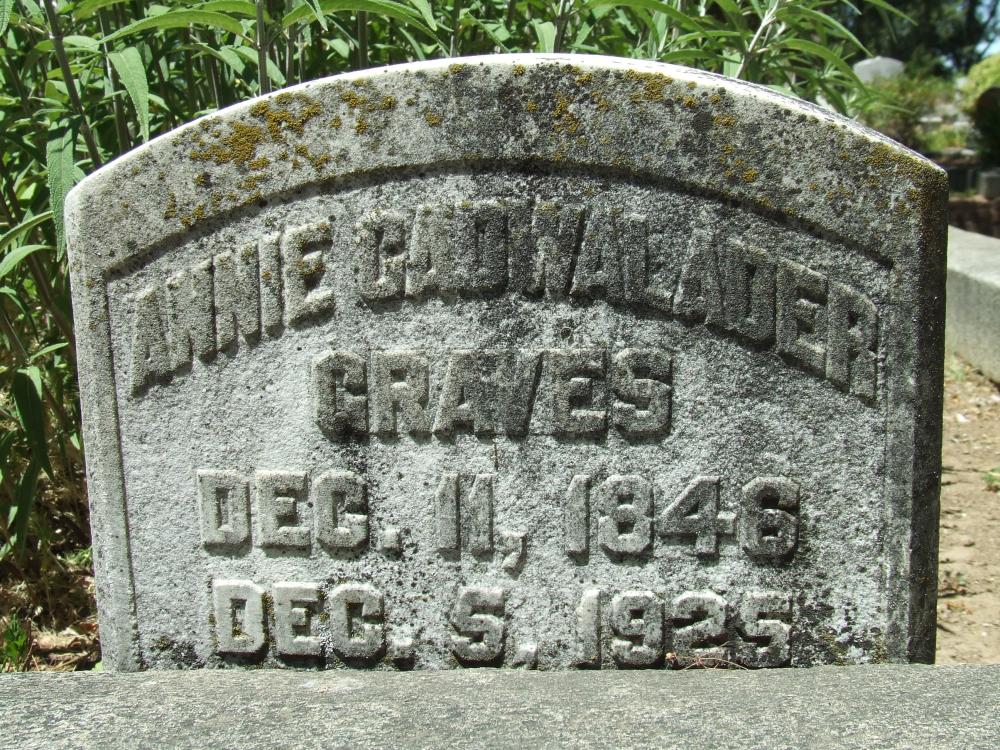 ANNIE CADWALADER
GRAVES
DEC. 11, 1846
DEC. 5, 1925